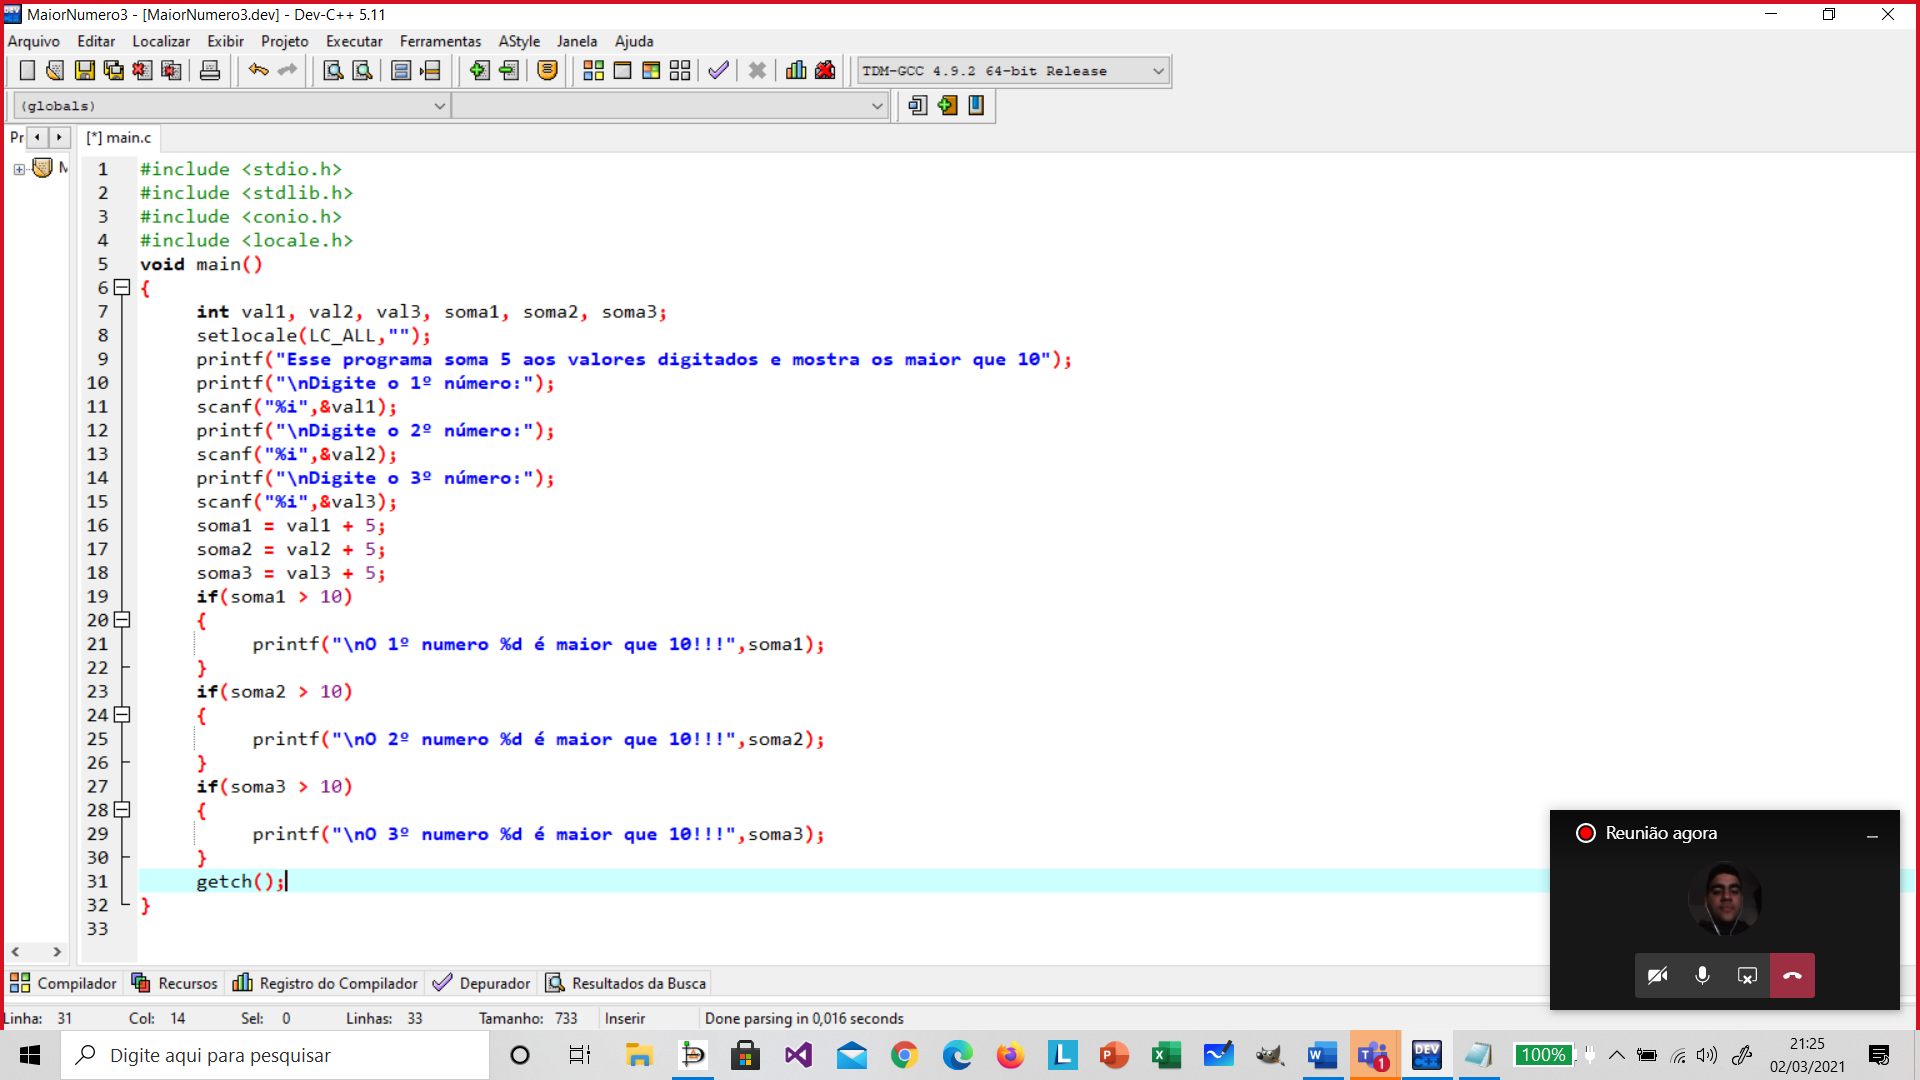 MaiorNumero3 - [MaiorNumero3.dev] - Dev-C++ 5.11
Arquivo Editar Localizar Exibir Projeto Executar Ferramentas AStyle Janela Ajuda
TDM-GCC 4.9.2 64-bit Release
(globals)
Pr
[*] main.c
1 #include <stdio.h>
2 #include <stdlib.h>
3 #include <conio.h>
4 #include <locale.h>
5 void main()
6 {
7 int val1, val2, val3, soma1, soma2, soma3;
8 setlocale(LC_ALL,"");
9 printf("Esse programa soma 5 aos valores digitados e mostra os maior que 10");
10 printf("\nDigite o 1º número:");
11 scanf("%i",&val1);
12 printf("\nDigite o 2º número:");
13 scanf("%i",&val2);
14 printf("\nDigite o 3º número:");
15 scanf("%i",&val3);
16 soma1 = val1 + 5;
17 soma2 = val2 + 5;
18 soma3 = val3 + 5;
19 if(soma1 > 10)
20 {
21 printf("\nO 1º numero %d é maior que 10!!!",soma1);
22 }
23 if(soma2 > 10)
24 {
25 printf("\nO 2º numero %d é maior que 10!!!",soma2);
26 }
27 if(soma3 > 10)
28 {
29 printf("\nO 3º numero %d é maior que 10!!!",soma3);
30 }
31 getch();
32 }
33
Reunião agora
Compilador Recursos Registro do Compilador Depurador Resultados da Busca
Linha: 31 Col: 14 Sel: 0 Linhas: 33 Tamanho: 733 Inserir Done parsing in 0,016 seconds
Digite aqui para pesquisar
100%
21:25
02/03/2021